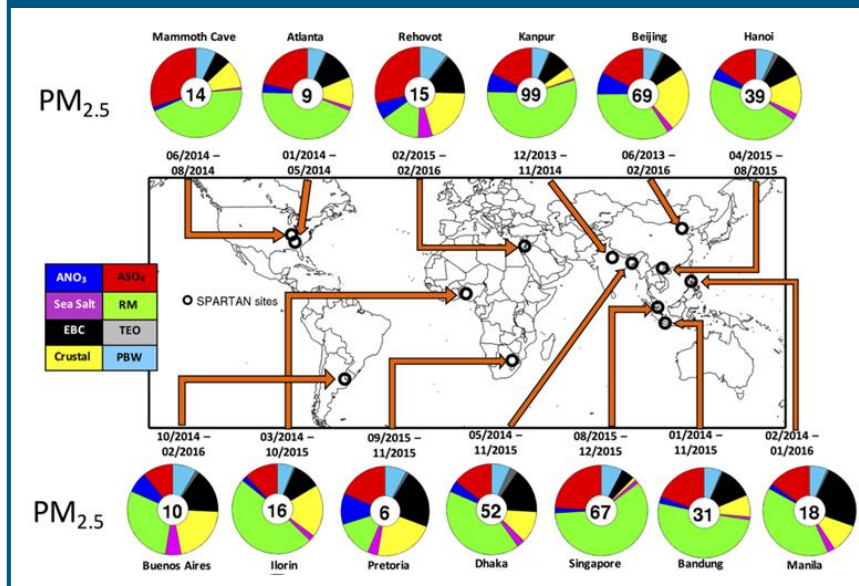 Mammoth Cave Atlanta Rehovot Kanpur Beijing Hanoi
PM2.5
14 9 15 99 69 39
06/2014 – 08/2014
01/2014 – 05/2014
02/2015 – 02/2016
12/2013 – 11/2014
06/2013 – 02/2016
04/2015 – 08/2015
ANO3 ASO4
Sea Salt RM
EBC TEO
Crustal PBW
SPARTAN sites
10/2014 – 02/2016
03/2014 – 10/2015
09/2015 – 11/2015
05/2014 – 11/2015
08/2015 – 12/2015
01/2014 – 11/2015
02/2014 – 01/2016
PM2.5
10 16 6 52 67 31 18
Buenos Aires Ilorin Pretoria Dhaka Singapore Bandung Manila